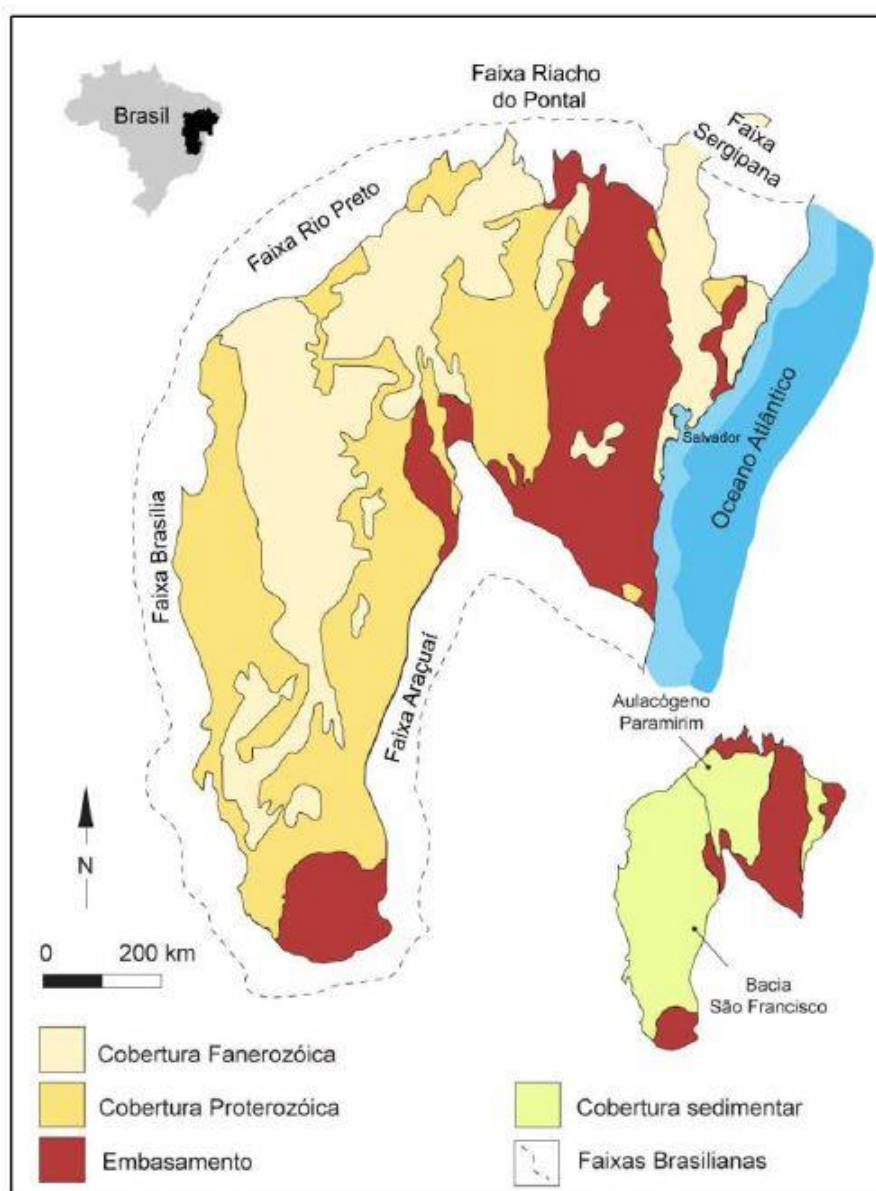 Brasil
Faixa Riacho
do Pontal
Faixa
Sergipana
Faixa Rio Preto
Salvador
Oceano Atlântico
Faixa Brasília
Faixa Araçuaí
Aulacógeno
Paramirim
N
0 200 km
Bacia
São Francisco
Cobertura Fanerozóica
Cobertura Proterozóica
Embasamento
Cobertura sedimentar
Faixas Brasilianas